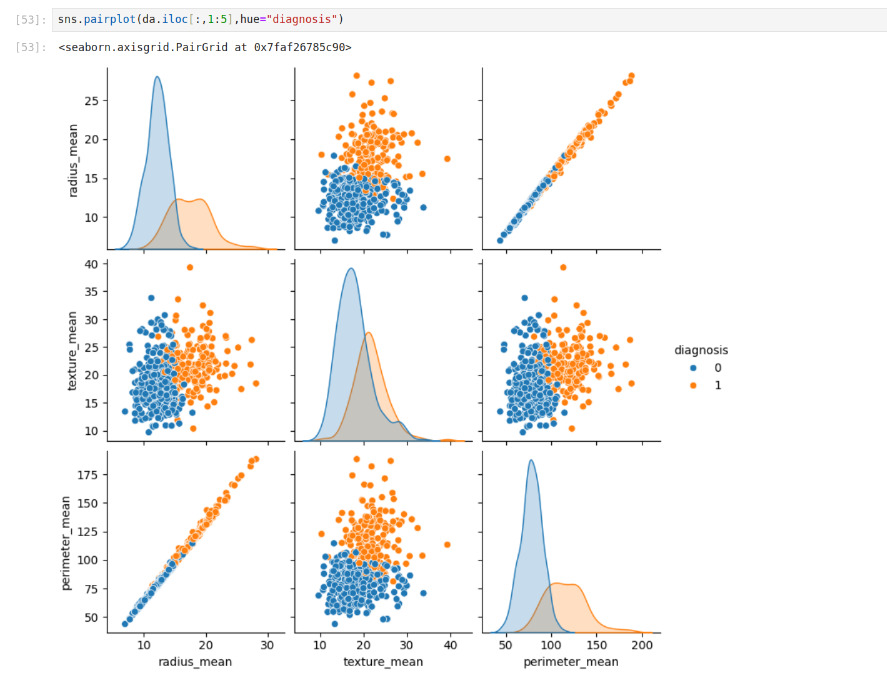 [53]: sns.pairplot(da.iloc[:,1:5],hue="diagnosis")
[53]: <seaborn.axisgrid.PairGrid at 0x7faf26785c90>
radius_mean
25
20
15
10
texture_mean
40
35
30
25
20
15
10
diagnosis
0
1
perimeter_mean
175
150
125
100
75
50
10 20 30 10 20 30 40 50 100 150 200
radius_mean texture_mean perimeter_mean